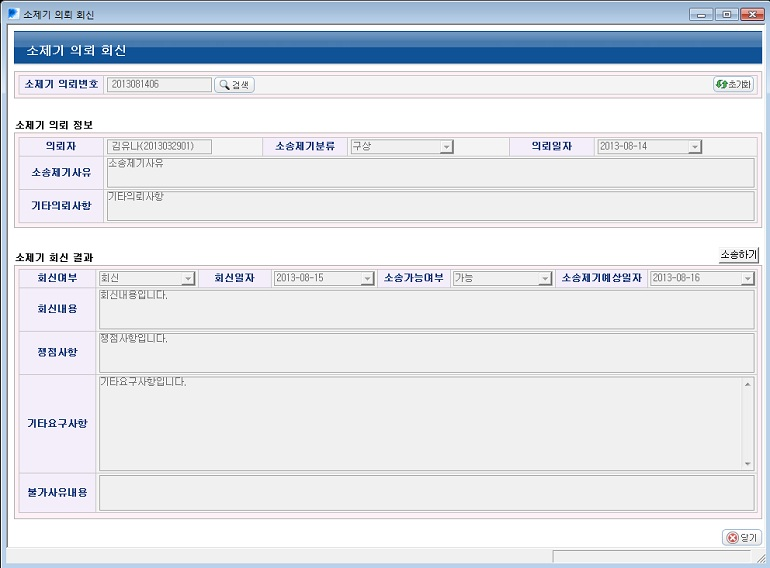 소제기 의뢰 회신
소제기 의뢰 회신
소제기 의뢰번호 2013081406 검색 초기화
소제기 의뢰 정보
의뢰자 김유나(2013032901) 소송제기분류 구상 의뢰일자 2013-08-14
소송제기사유 소송제기사유
기타의뢰사항 기타의뢰사항
소제기 회신 결과 소송하기
회신여부 회신 회신일자 2013-08-15 소송가능여부 가능 소송제기예상일자 2013-08-16
회신내용 회신내용입니다.
쟁점사항 쟁점사항입니다.
기타요구사항 기타요구사항입니다.
불가사유내용
닫기